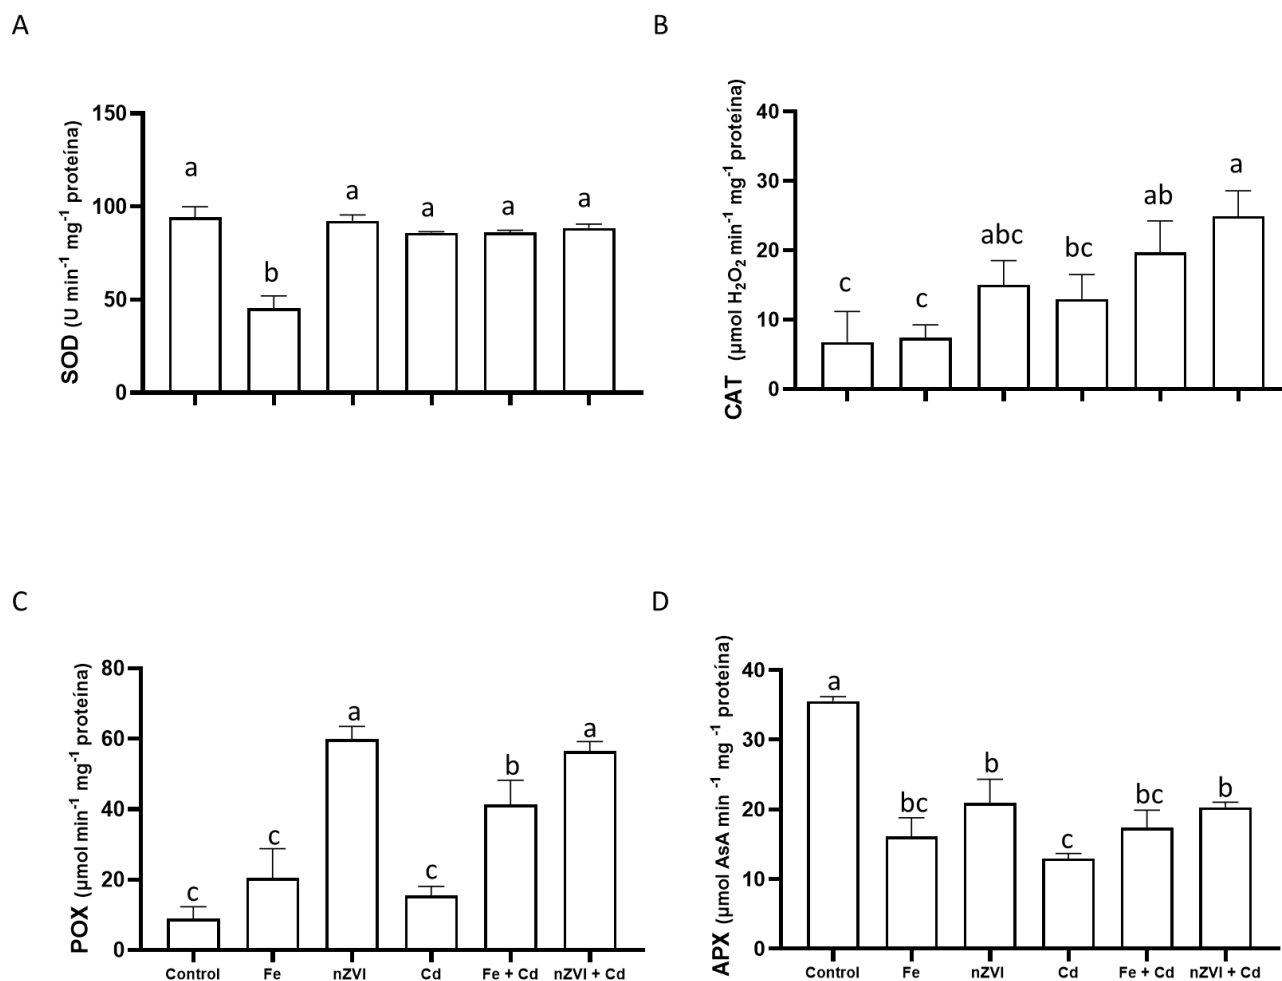 A
SOD (U min⁻¹ mg⁻¹ proteína)
150
100
50
0
a
b
a
a
a
a
B
CAT (µmol H₂O₂ min⁻¹ mg⁻¹ proteína)
40
30
20
10
0
c
c
abc
bc
ab
a
C
POX (µmol min⁻¹ mg⁻¹ proteína)
80
60
40
20
0
c
c
a
c
b
a
Control
Fe
nZVI
Cd
Fe + Cd
nZVI + Cd
D
APX (µmol AsA min ⁻¹ mg ⁻¹ proteína)
40
30
20
10
0
a
bc
b
c
bc
b
Control
Fe
nZVI
Cd
Fe + Cd
nZVI + Cd